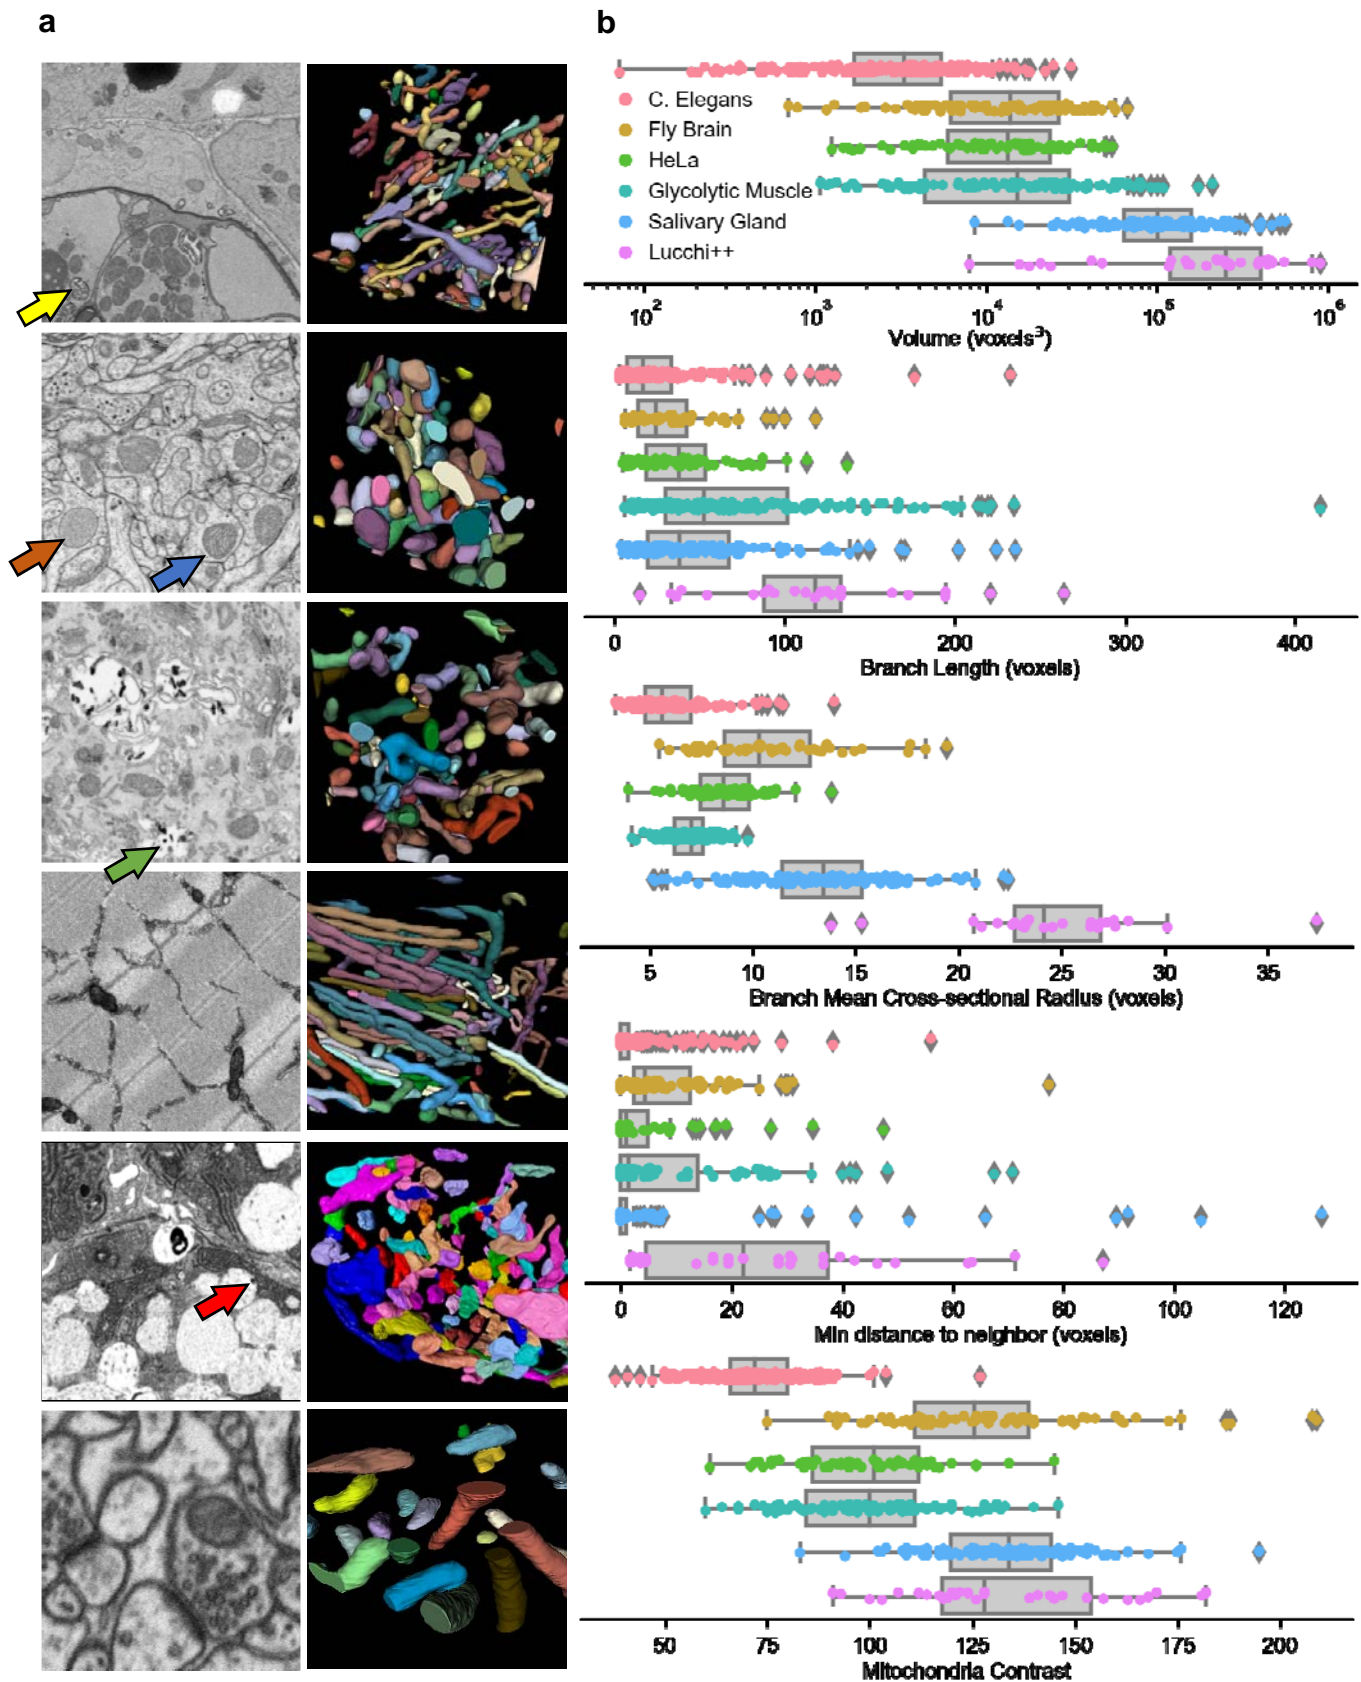 a
b
C. Elegans
Fly Brain
HeLa
Glycolytic Muscle
Salivary Gland
Lucchi++
10² 10³ 10⁴ 10⁵ 10⁶
Volume (voxels³)
0 100 200 300 400
Branch Length (voxels)
5 10 15 20 25 30 35
Branch Mean Cross-sectional Radius (voxels)
0 20 40 60 80 100 120
Min distance to neighbor (voxels)
50 75 100 125 150 175 200
Mitochondria Contrast